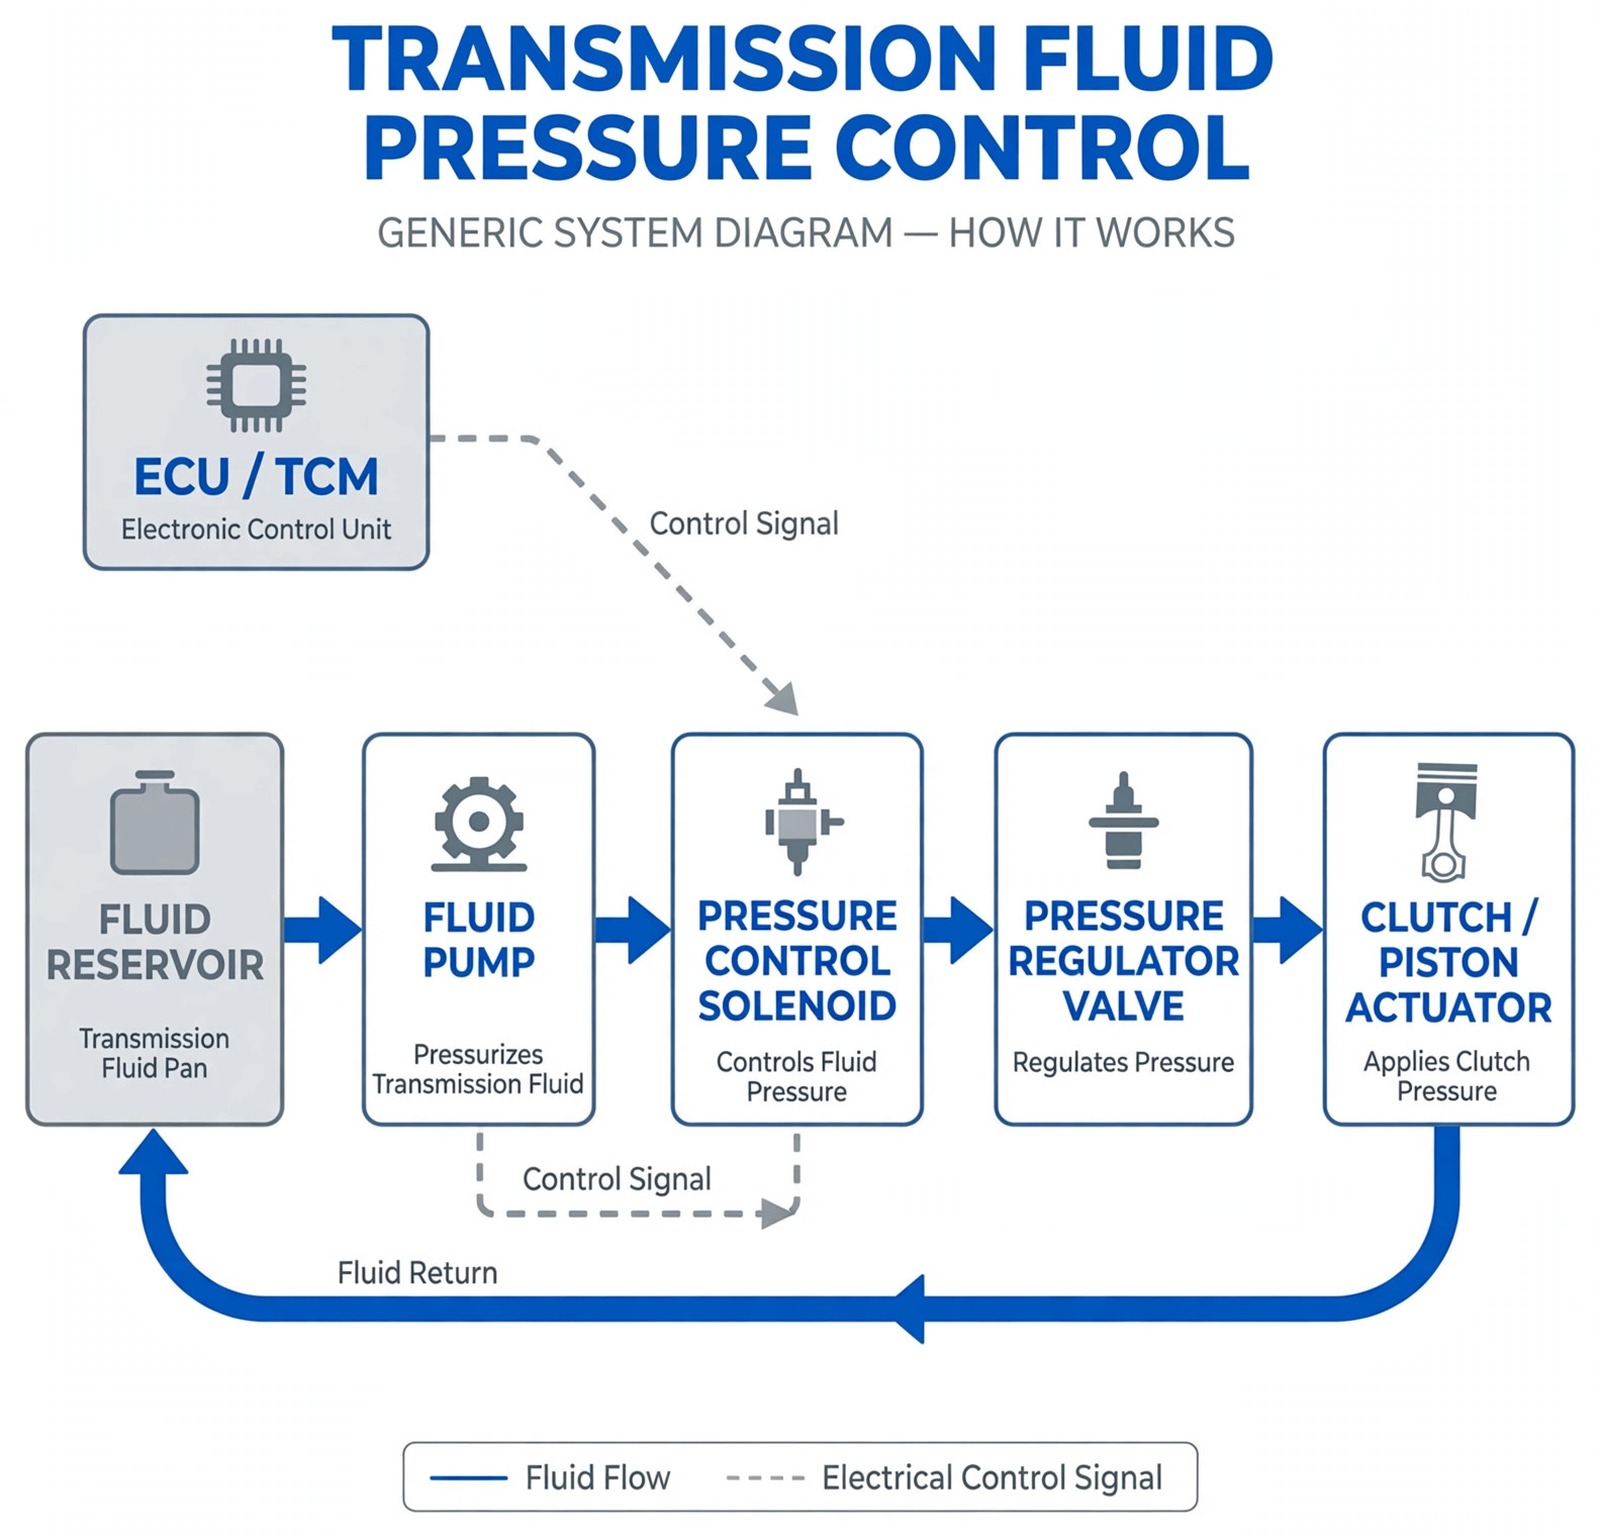 TRANSMISSION FLUID
PRESSURE CONTROL
GENERIC SYSTEM DIAGRAM — HOW IT WORKS
ECU / TCM
Electronic Control Unit
Control Signal
FLUID
RESERVOIR
Transmission
Fluid Pan
FLUID
PUMP
Pressurizes
Transmission Fluid
PRESSURE
CONTROL
SOLENOID
Controls Fluid
Pressure
PRESSURE
REGULATOR
VALVE
Regulates Pressure
CLUTCH /
PISTON
ACTUATOR
Applies Clutch
Pressure
Control Signal
Fluid Return
Fluid Flow
Electrical Control Signal